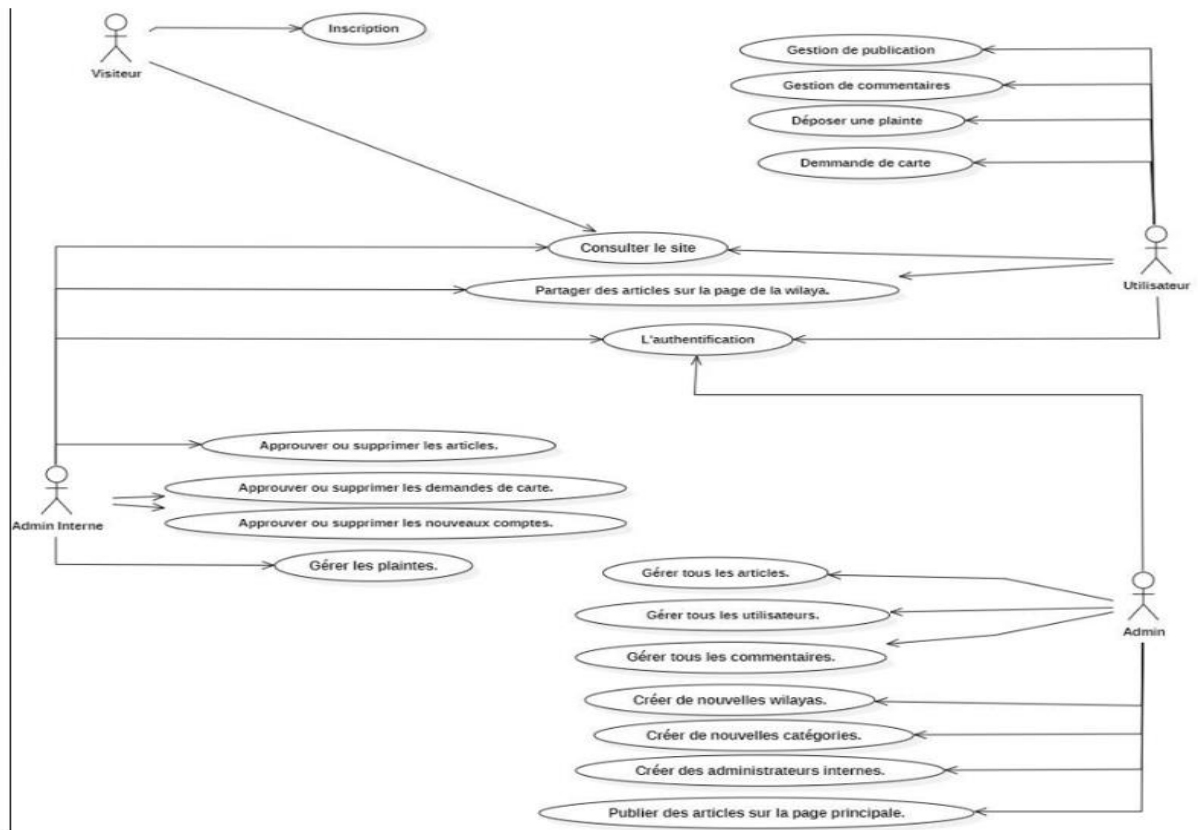 Inscription
Visiteur
Gestion de publication
Gestion de commentaires
Déposer une plainte
Demmande de carte
Consulter le site
Utilisateur
Partager des articles sur la page de la wilaya.
L'authentification
Approuver ou supprimer les articles.
Approuver ou supprimer les demandes de carte.
Admin Interne
Approuver ou supprimer les nouveaux comptes.
Gérer les plaintes.
Gérer tous les articles.
Gérer tous les utilisateurs.
Admin
Gérer tous les commentaires.
Créer de nouvelles wilayas.
Créer de nouvelles catégories.
Créer des administrateurs internes.
Publier des articles sur la page principale.